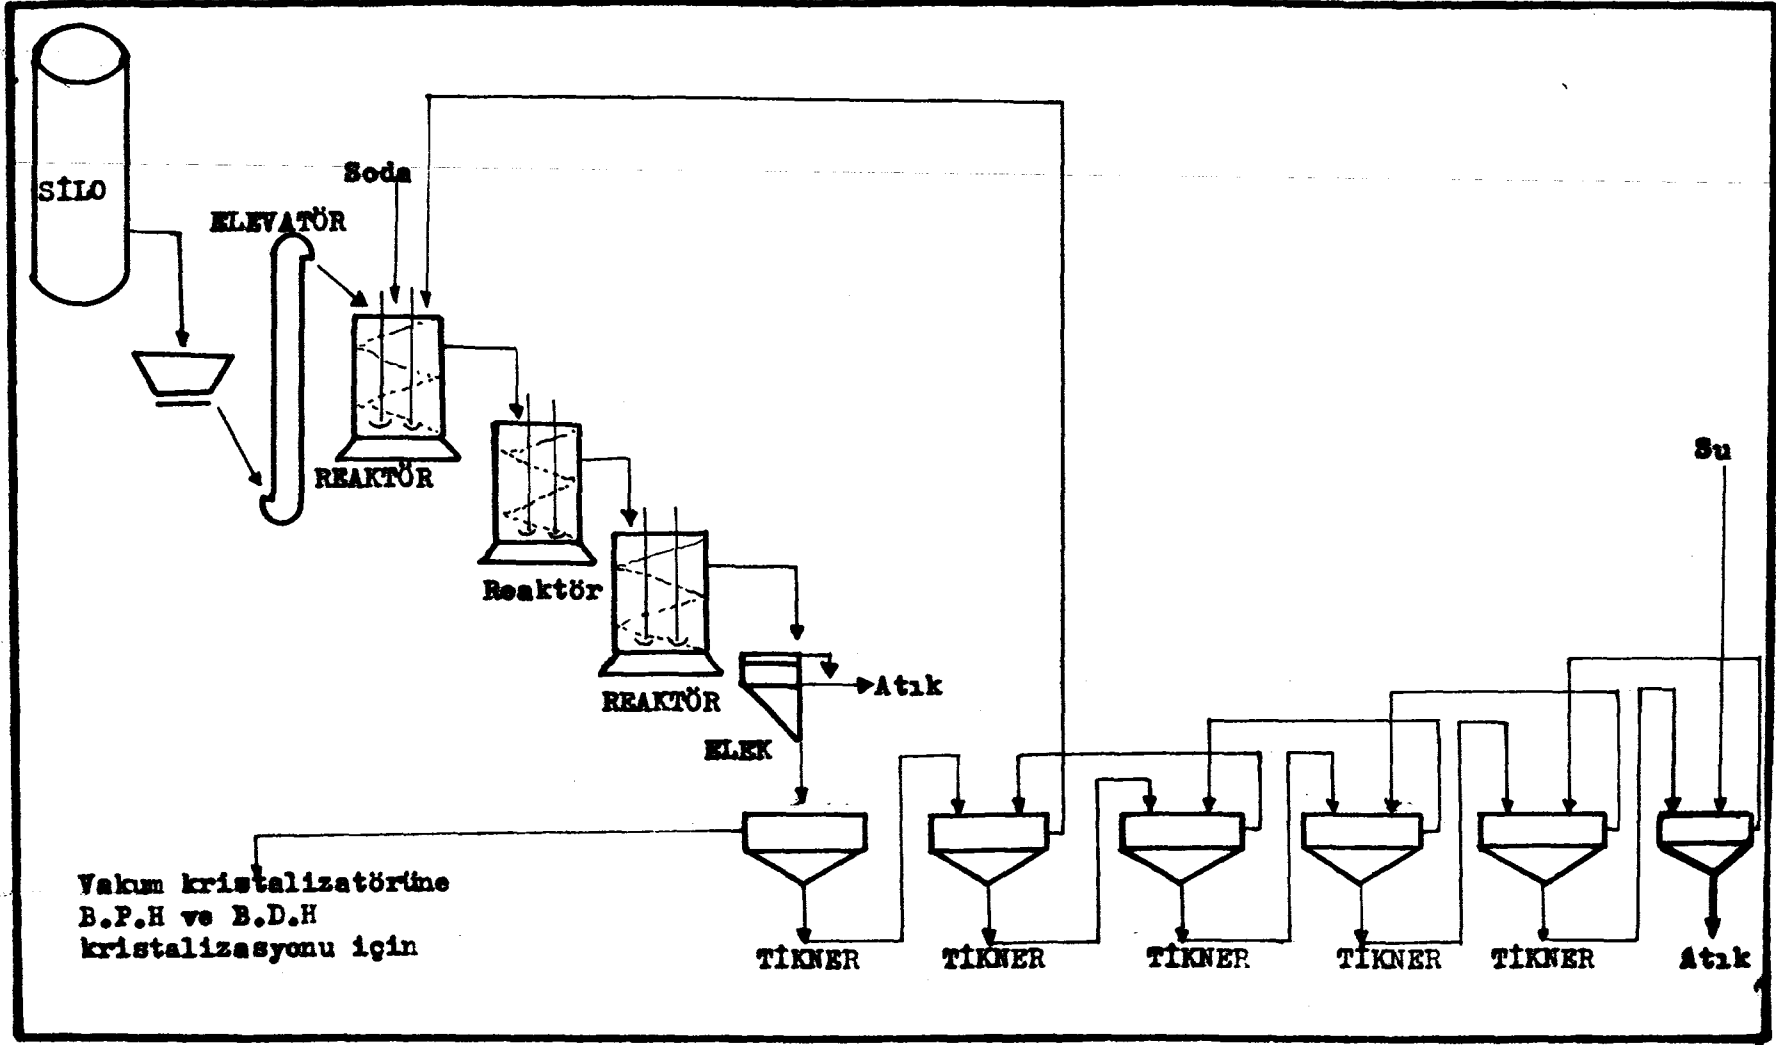 SİLO
Soda
ELEVATÖR
REAKTÖR
Reaktör
REAKTÖR
Atık
ELEK
Su
Vakum kristalizatörüne
B.P.H ve B.D.H
kristalizasyonu için
TİKNER
TİKNER
TİKNER
TİKNER
TİKNER
Atık